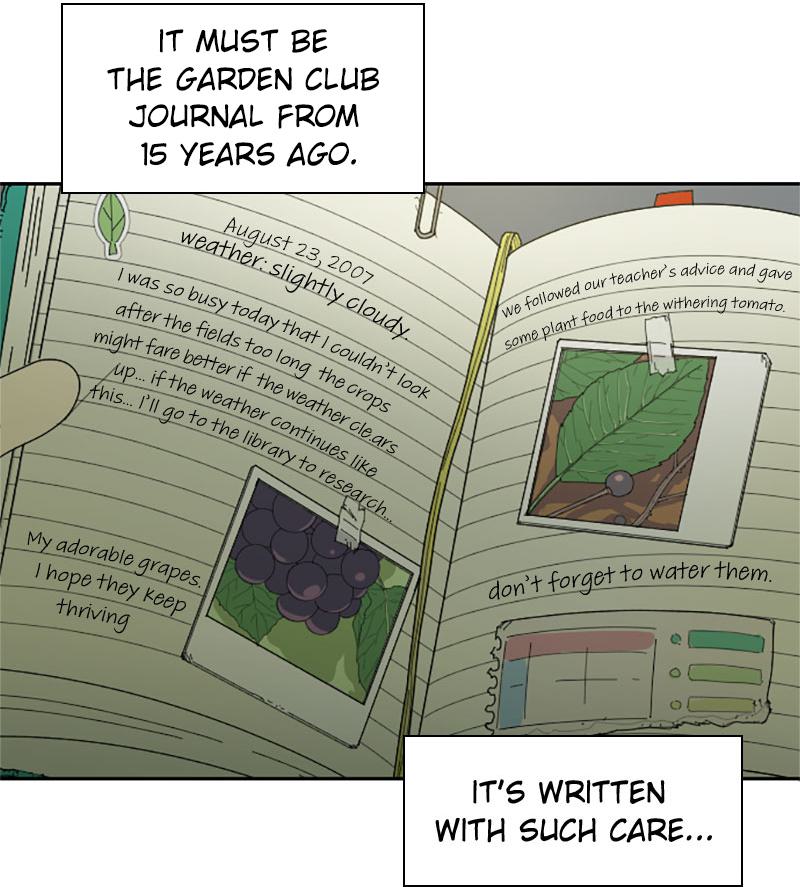 IT MUST BE
THE GARDEN CLUB
JOURNAL FROM
15 YEARS AGO.
August 23, 2007
weather: slightly cloudy.
I was so busy today that I couldn't look
after the fields too long the crops
might fare better if the weather clears
up... if the weather continues like
this... I'll go to the library to research...
My adorable grapes.
I hope they keep
thriving
We followed our teacher's advice and gave
some plant food to the withering tomato.
don't forget to water them.
IT'S WRITTEN
WITH SUCH CARE...